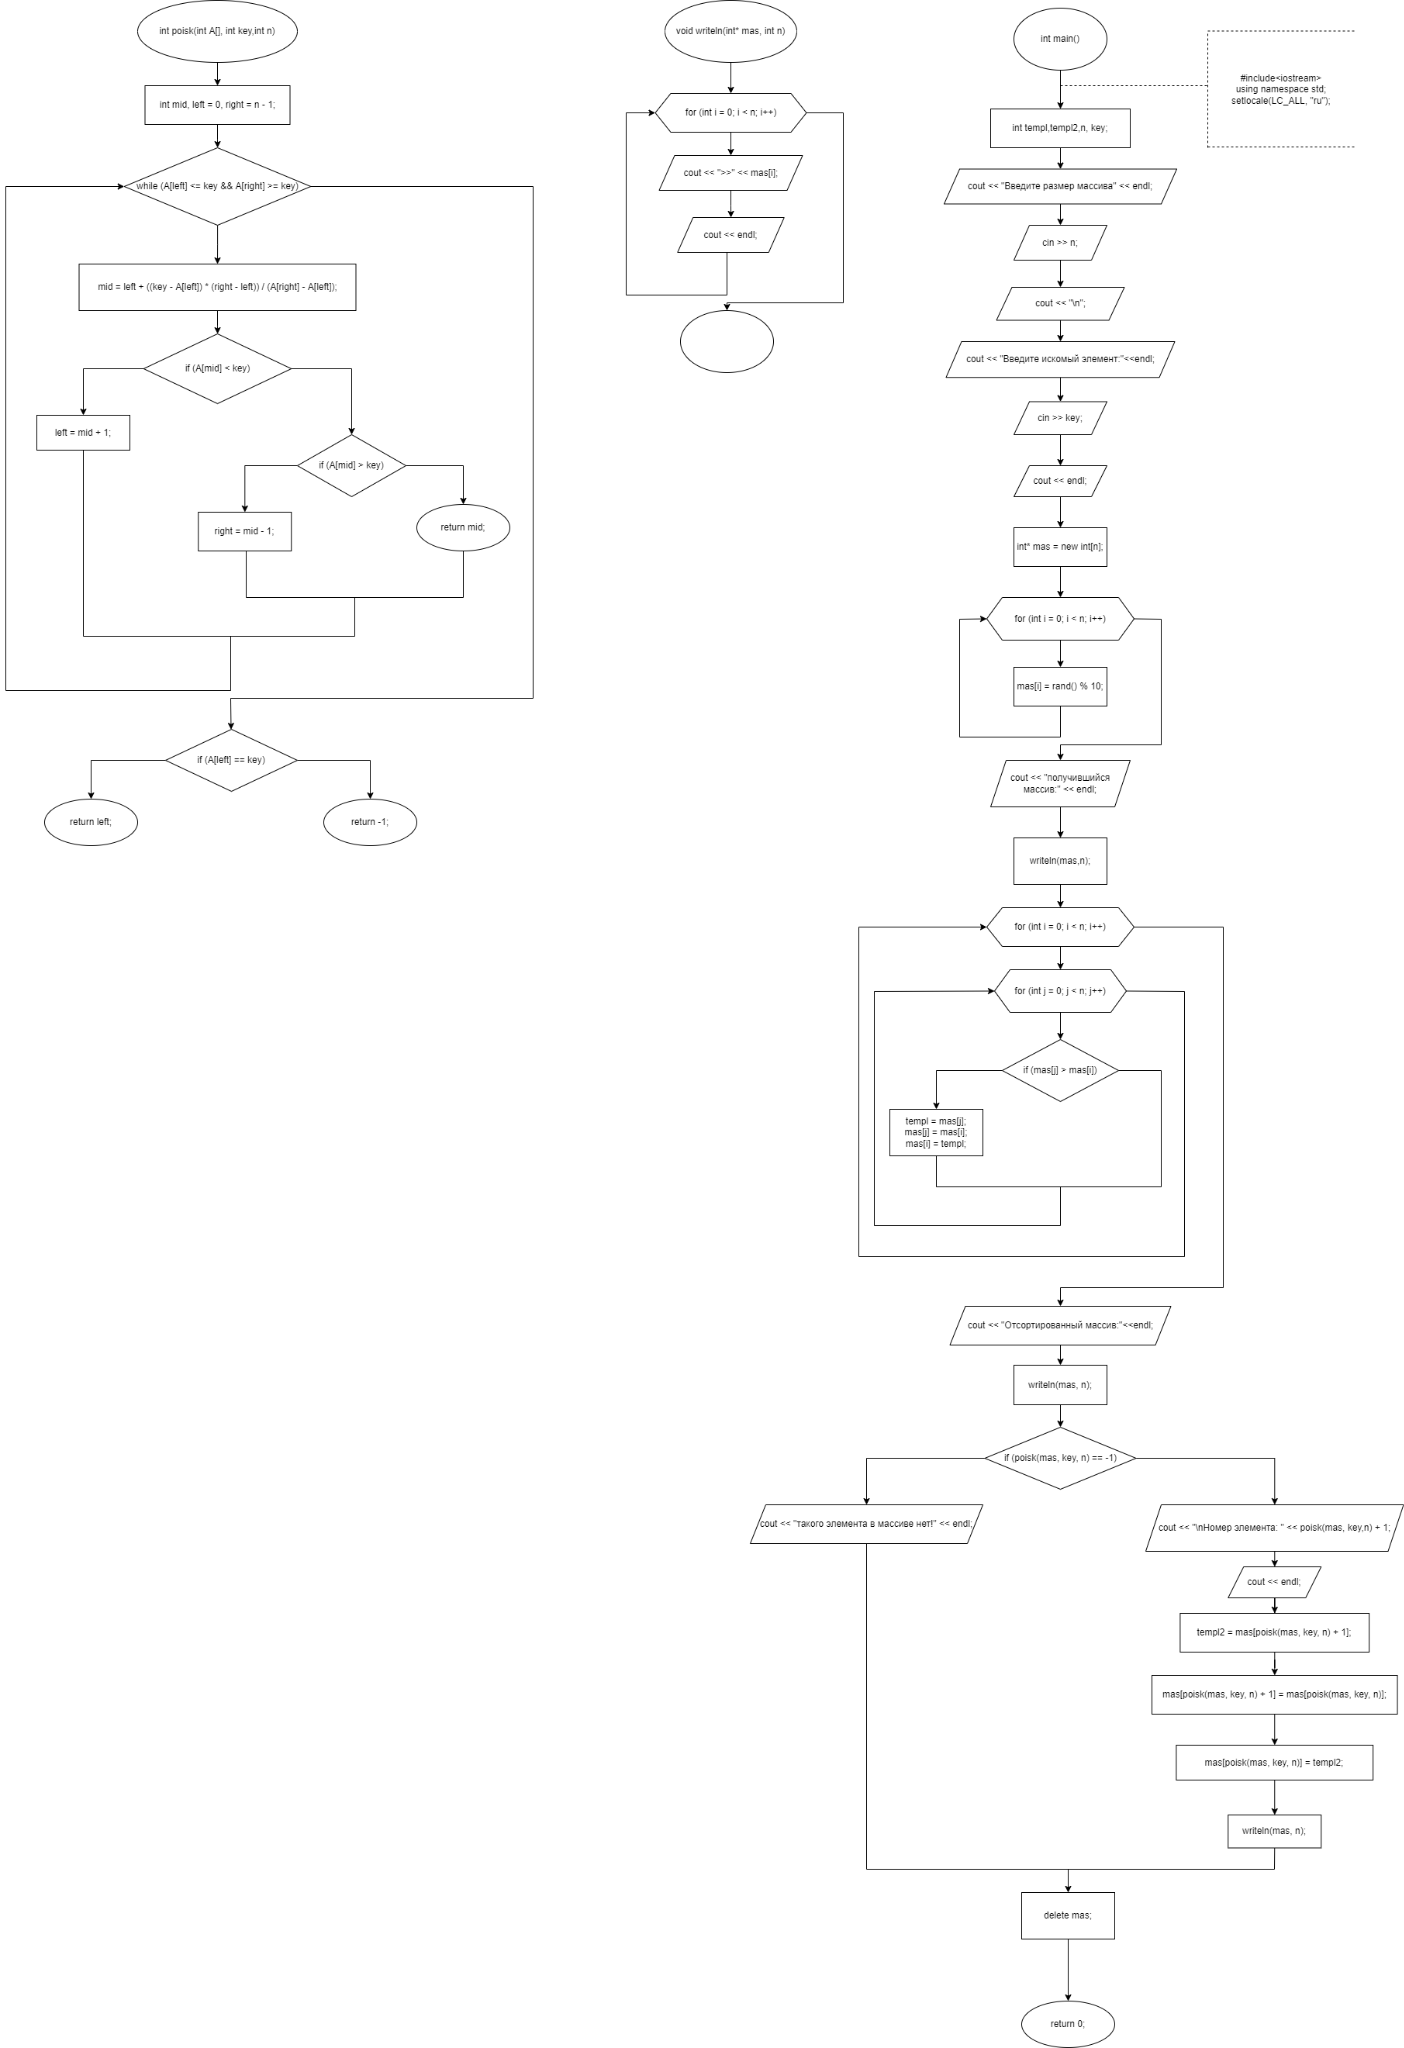 int poisk(int A[], int key,int n)
int mid, left = 0, right = n - 1;
while (A[left] <= key && A[right] >= key)
mid = left + ((key - A[left]) * (right - left)) / (A[right] - A[left]);
if (A[mid] < key)
left = mid + 1;
if (A[mid] > key)
right = mid - 1;
return mid;
if (A[left] == key)
return left;
return -1;
void writeln(int* mas, int n)
for (int i = 0; i < n; i++)
cout << ">>" << mas[i];
cout << endl;
int main()
#include<iostream>
using namespace std;
setlocale(LC_ALL, "ru");
int templ,templ2,n, key;
cout << "Введите размер массива" << endl;
cin >> n;
cout << "\n";
cout << "Введите искомый элемент:"<<endl;
cin >> key;
cout << endl;
int* mas = new int[n];
for (int i = 0; i < n; i++)
mas[i] = rand() % 10;
cout << "получившийся
массив:" << endl;
writeln(mas,n);
for (int i = 0; i < n; i++)
for (int j = 0; j < n; j++)
if (mas[j] > mas[i])
templ = mas[j];
mas[j] = mas[i];
mas[i] = templ;
cout << "Отсортированный массив:"<<endl;
writeln(mas, n);
if (poisk(mas, key, n) == -1)
cout << "такого элемента в массиве нет!" << endl;
cout << "\nНомер элемента: " << poisk(mas, key,n) + 1;
cout << endl;
templ2 = mas[poisk(mas, key, n) + 1];
mas[poisk(mas, key, n) + 1] = mas[poisk(mas, key, n)];
mas[poisk(mas, key, n)] = templ2;
writeln(mas, n);
delete mas;
return 0;